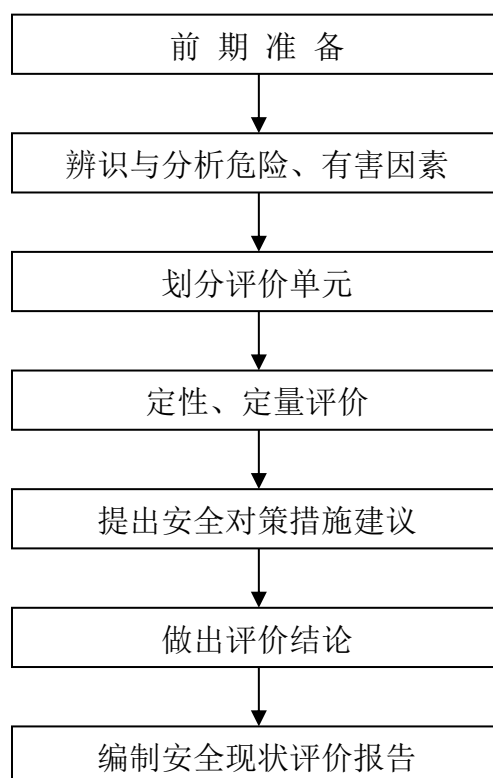 前 期 准 备
辨识与分析危险、有害因素
划分评价单元
定性、定量评价
提出安全对策措施建议
做出评价结论
编制安全现状评价报告